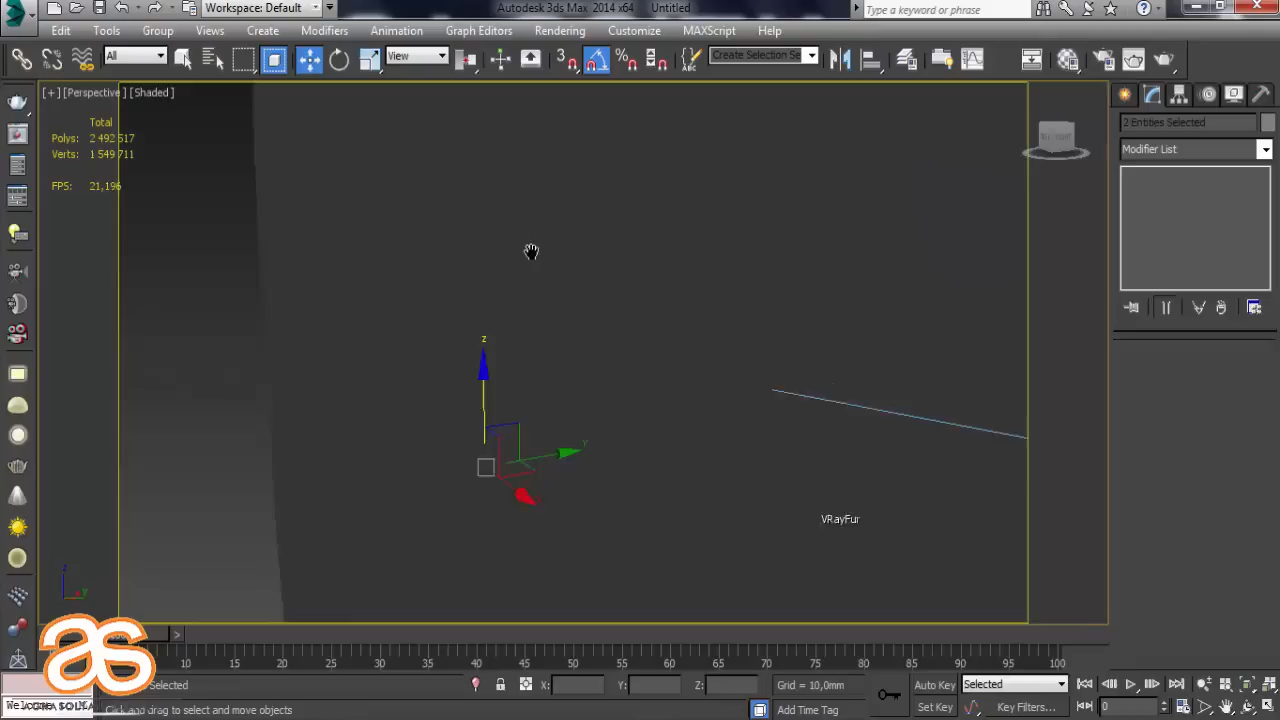 Workspace: Default
Autodesk 3ds Max 2014 x64
Untitled
Type a keyword or phrase
Edit
Tools
Group
Views
Create
Modifiers
Animation
Graph Editors
Rendering
Customize
MAXScript
Help
All
View
3
Create Selection Se
[+] [Perspective] [Shaded]
Total
Polys: 2 492 517
Verts: 1 549 711
FPS: 21,196
2 Entities Selected
Modifier List
z
y
VRayFur
z
y
as
10 15 20 25 30 35 40 45 50 55 60 65 70 75 80 85 90 95 100
Selected
X:
Y:
Z:
Grid = 10,0mm
Auto Key
Selected
Welcome
Click and drag to select and move objects
Add Time Tag
Set Key
Key Filters...
0